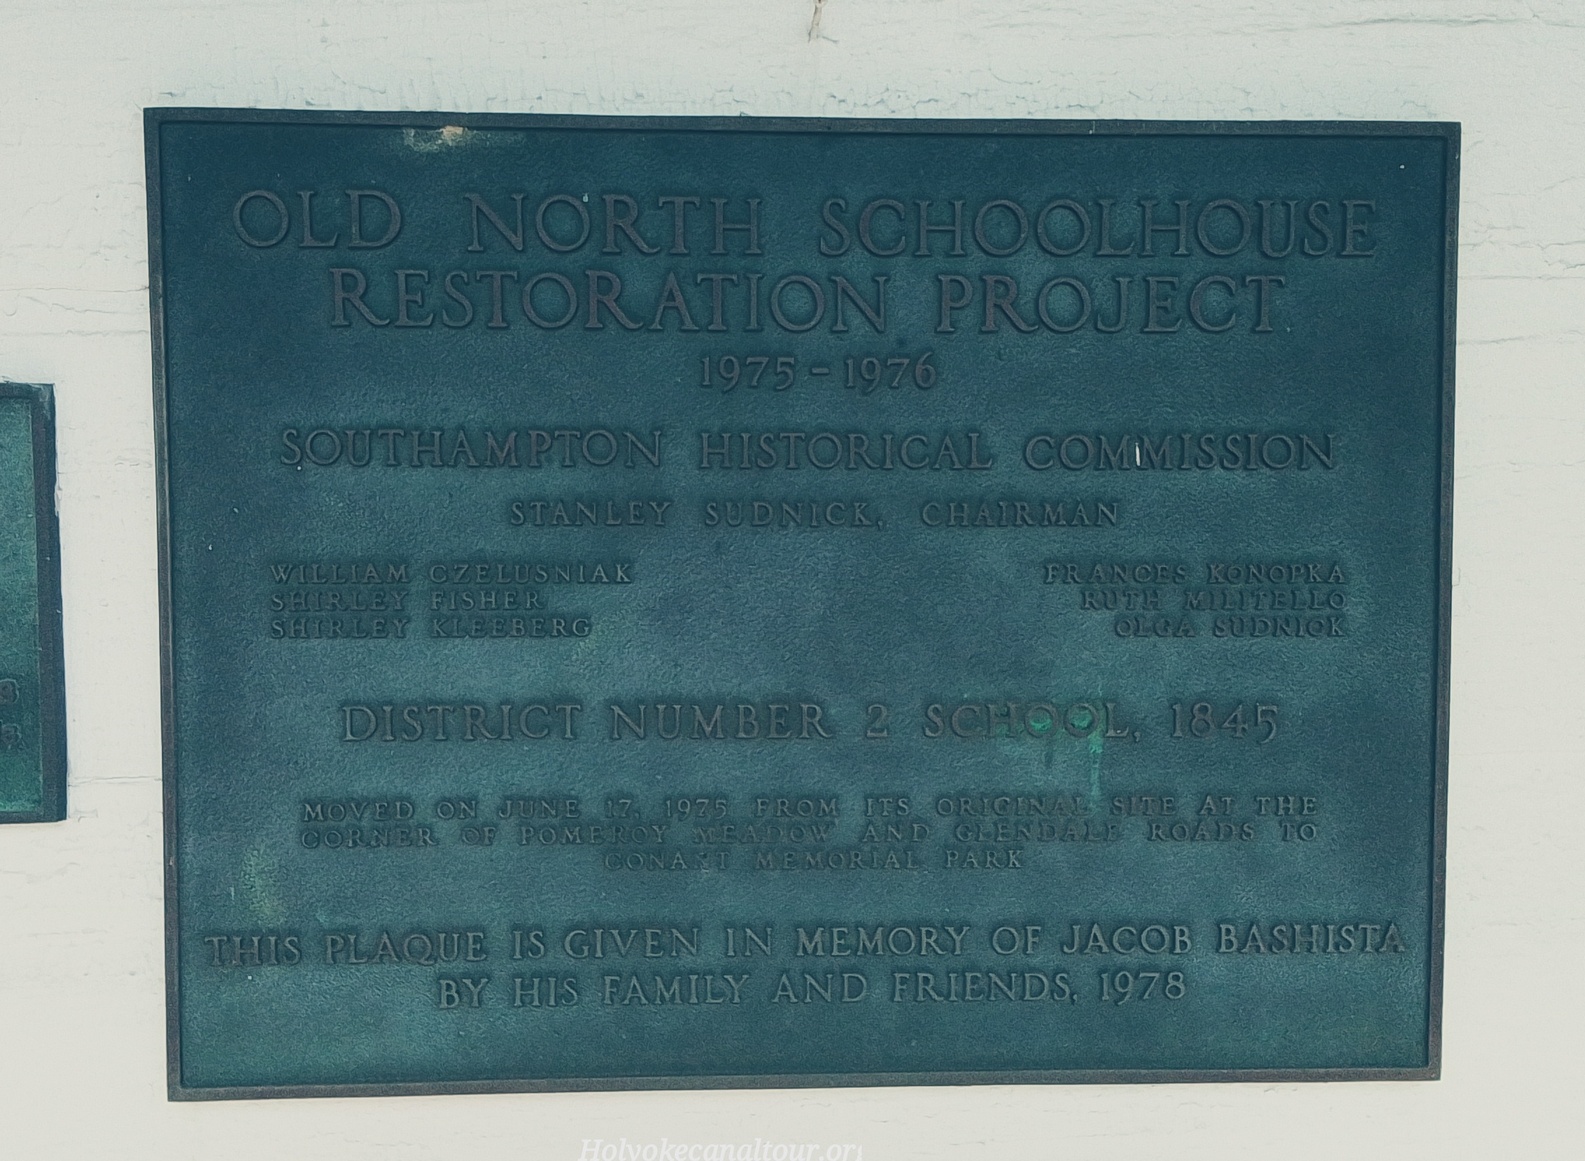 OLD NORTH SCHOOLHOUSE
RESTORATION PROJECT
1975 - 1976
SOUTHAMPTON HISTORICAL COMMISSION
STANLEY SUDNICK, CHAIRMAN
WILLIAM CZELUSNIAK FRANCES KONOPKA
SHIRLEY FISHER RUTH MILITELLO
SHIRLEY KLEEBERG OLGA SUDNICK
DISTRICT NUMBER 2 SCHOOL, 1845
MOVED ON JUNE 17, 1975 FROM ITS ORIGINAL SITE AT THE
CORNER OF POMEROY MEADOW AND GLENDALE ROADS TO
CONANT MEMORIAL PARK
THIS PLAQUE IS GIVEN IN MEMORY OF JACOB BASHISTA
BY HIS FAMILY AND FRIENDS, 1978